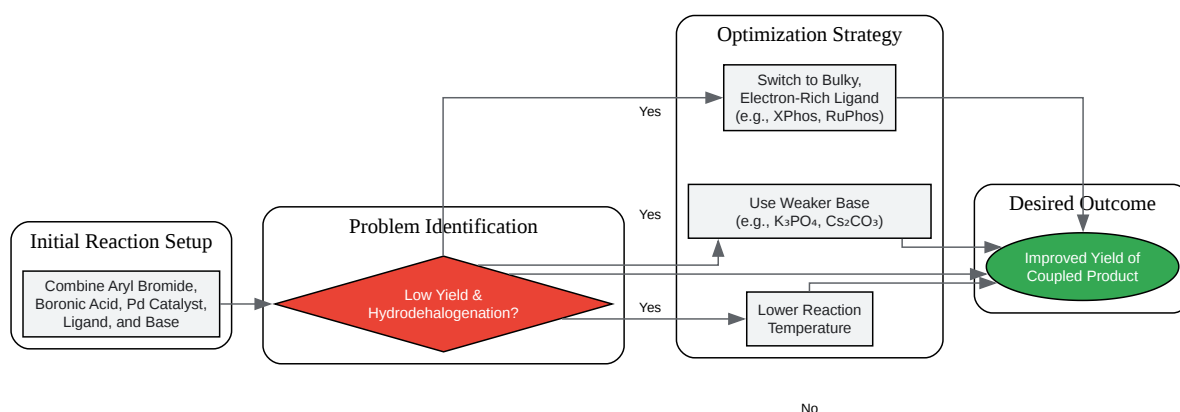 Initial Reaction Setup
Combine Aryl Bromide,
Boronic Acid, Pd Catalyst,
Ligand, and Base
Problem Identification
Low Yield &
Hydrodehalogenation?
Yes
Yes
Yes
No
Optimization Strategy
Switch to Bulky,
Electron-Rich Ligand
(e.g., XPhos, RuPhos)
Use Weaker Base
(e.g., K₃PO₄, Cs₂CO₃)
Lower Reaction
Temperature
Desired Outcome
Improved Yield of
Coupled Product